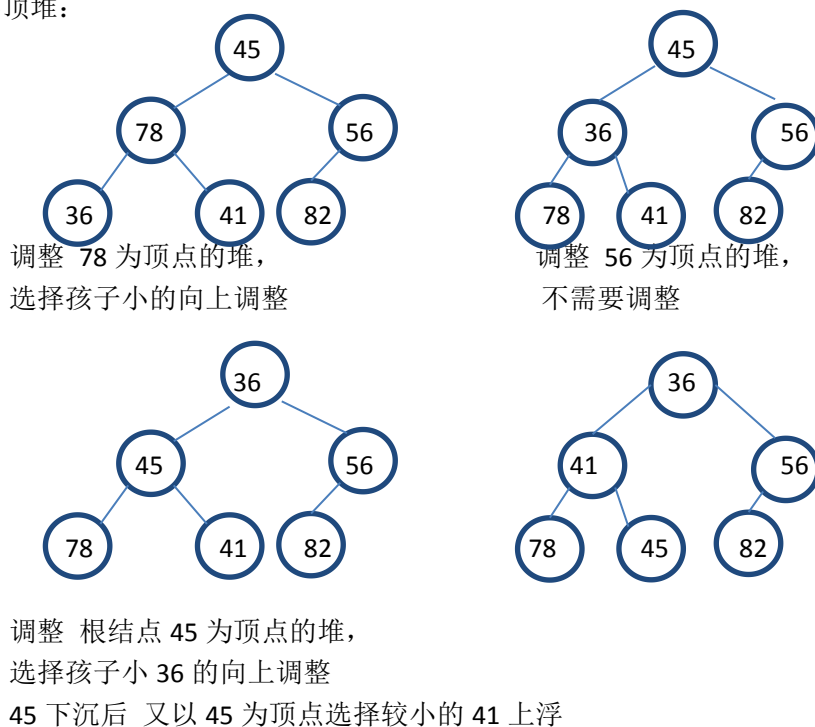 顶堆：
45 45
78 56 36 56
36 41 82 78 41 82
调整 78 为顶点的堆， 调整 56 为顶点的堆，
选择孩子小的向上调整 不需要调整
36 36
45 56 41 56
78 41 82 78 45 82
调整 根结点 45 为顶点的堆，
选择孩子小 36 的向上调整
45 下沉后 又以 45 为顶点选择较小的 41 上浮